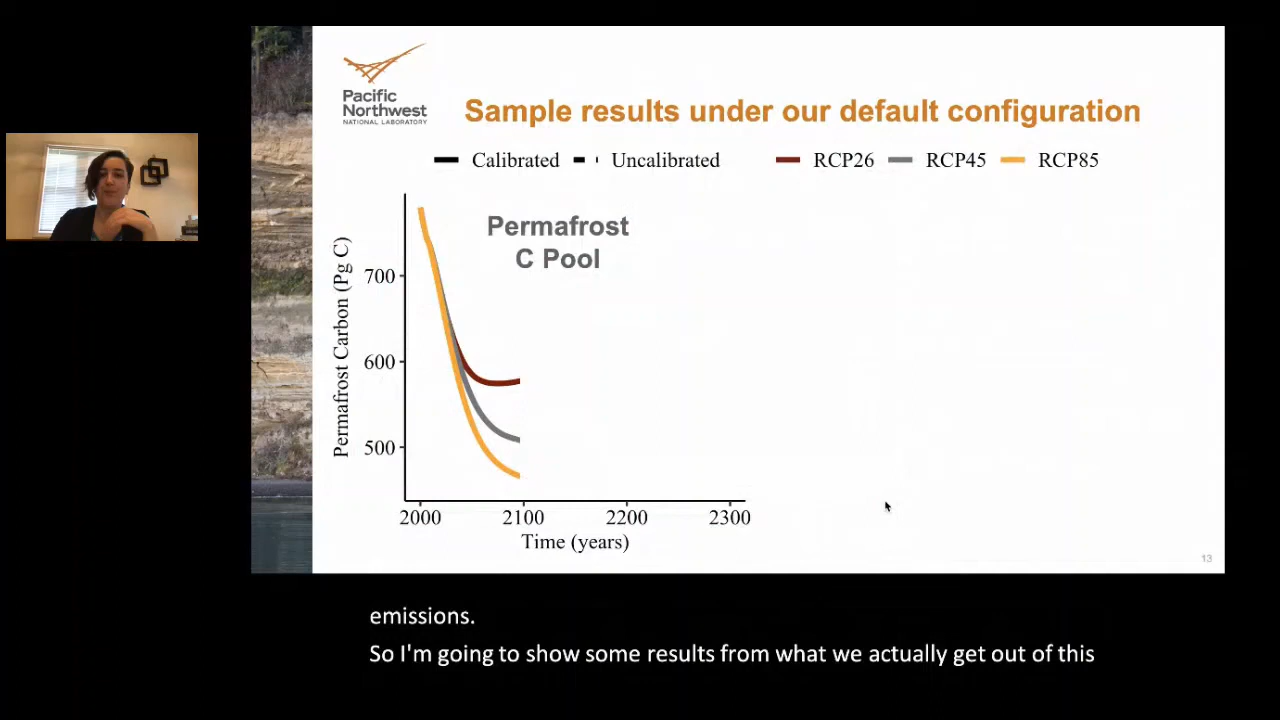 Pacific
Northwest
NATIONAL LABORATORY
Sample results under our default configuration
Calibrated Uncalibrated RCP26 RCP45 RCP85
Permafrost
C Pool
Permafrost Carbon (Pg C)
700
600
500
2000 2100 2200 2300
Time (years)
13
emissions.
So I'm going to show some results from what we actually get out of this